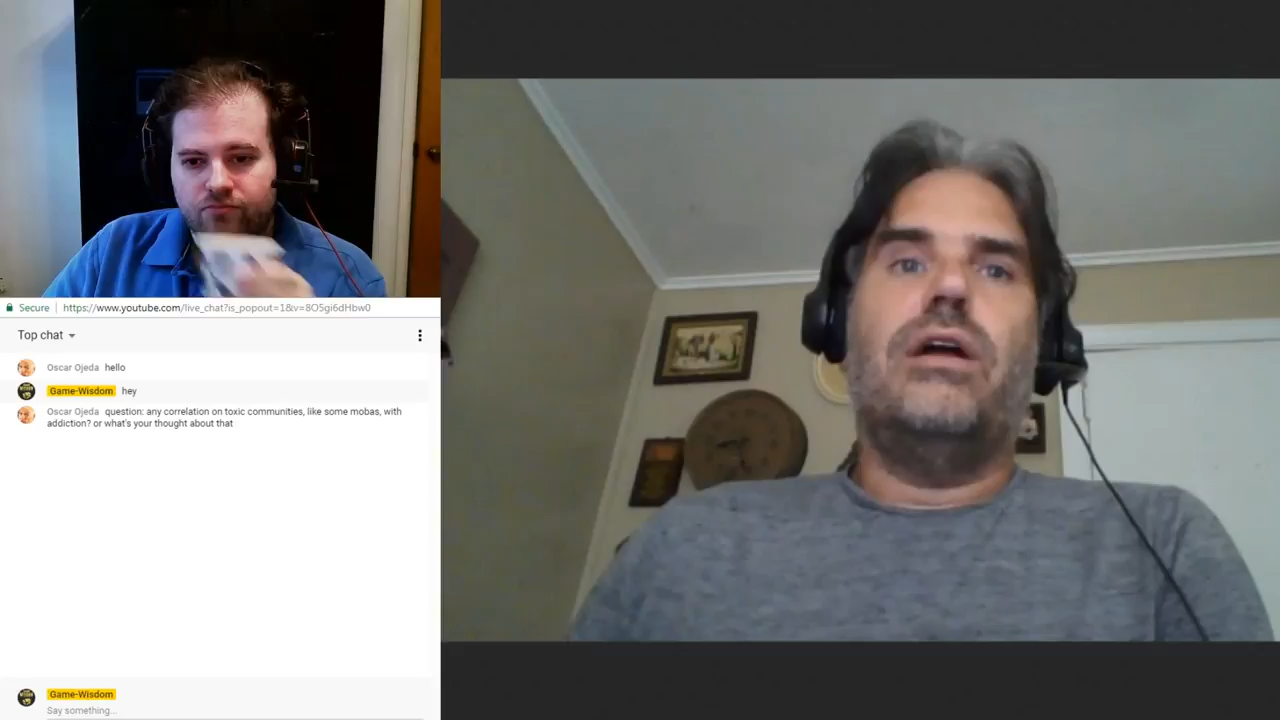 Secure https://www.youtube.com/live_chat?is_popout=1&v=8O5gi6dHbw0
Top chat
Oscar Ojeda hello
Game-Wisdom hey
Oscar Ojeda question: any correlation on toxic communities, like some mobas, with
addiction? or what's your thought about that
Game-Wisdom
Say something...